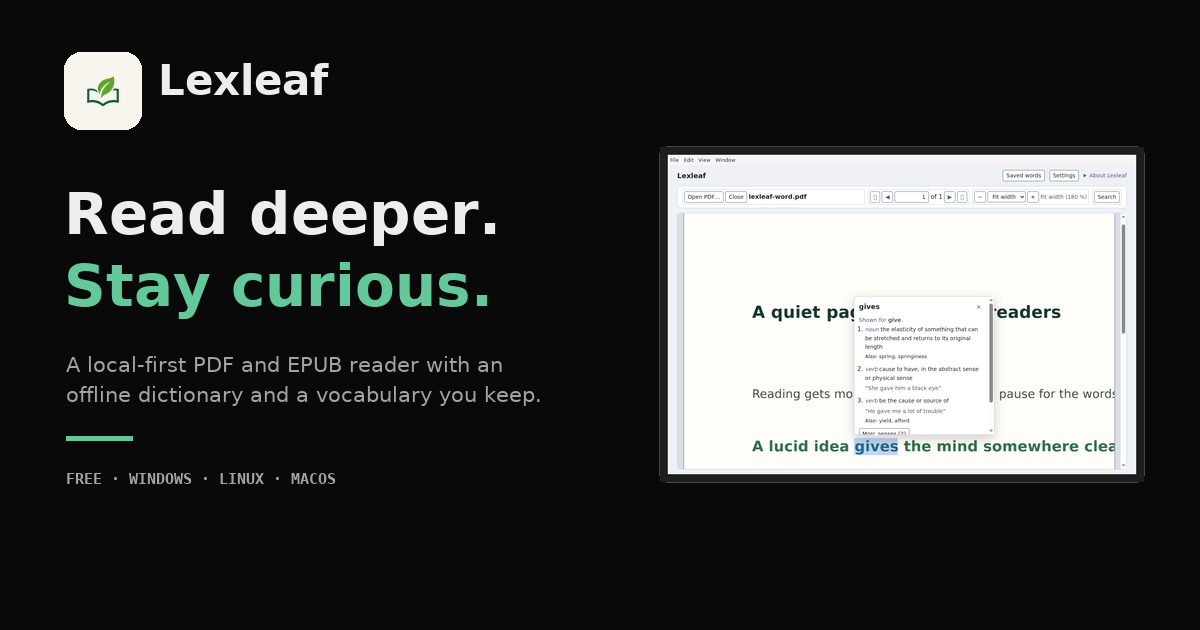 Lexleaf
Read deeper.
Stay curious.
A local-first PDF and EPUB reader with an
offline dictionary and a vocabulary you keep.
FREE · WINDOWS · LINUX · MACOS
File Edit View Window
Lexleaf
Saved words
Settings
▸ About Lexleaf
Open PDF...
Close
lexleaf-word.pdf
1 of 1
Fit width
Fit width (180 %)
Search
A quiet pag
readers
gives
Shown for give.
1. noun the elasticity of something that can
be stretched and returns to its original
length
Also: spring, springiness
2. verb cause to have, in the abstract sense
or physical sense
"She gave him a black eye"
3. verb be the cause or source of
"He gave me a lot of trouble"
Also: yield, afford
More senses (2)
Reading gets mo
pause for the words
A lucid idea gives the mind somewhere clea